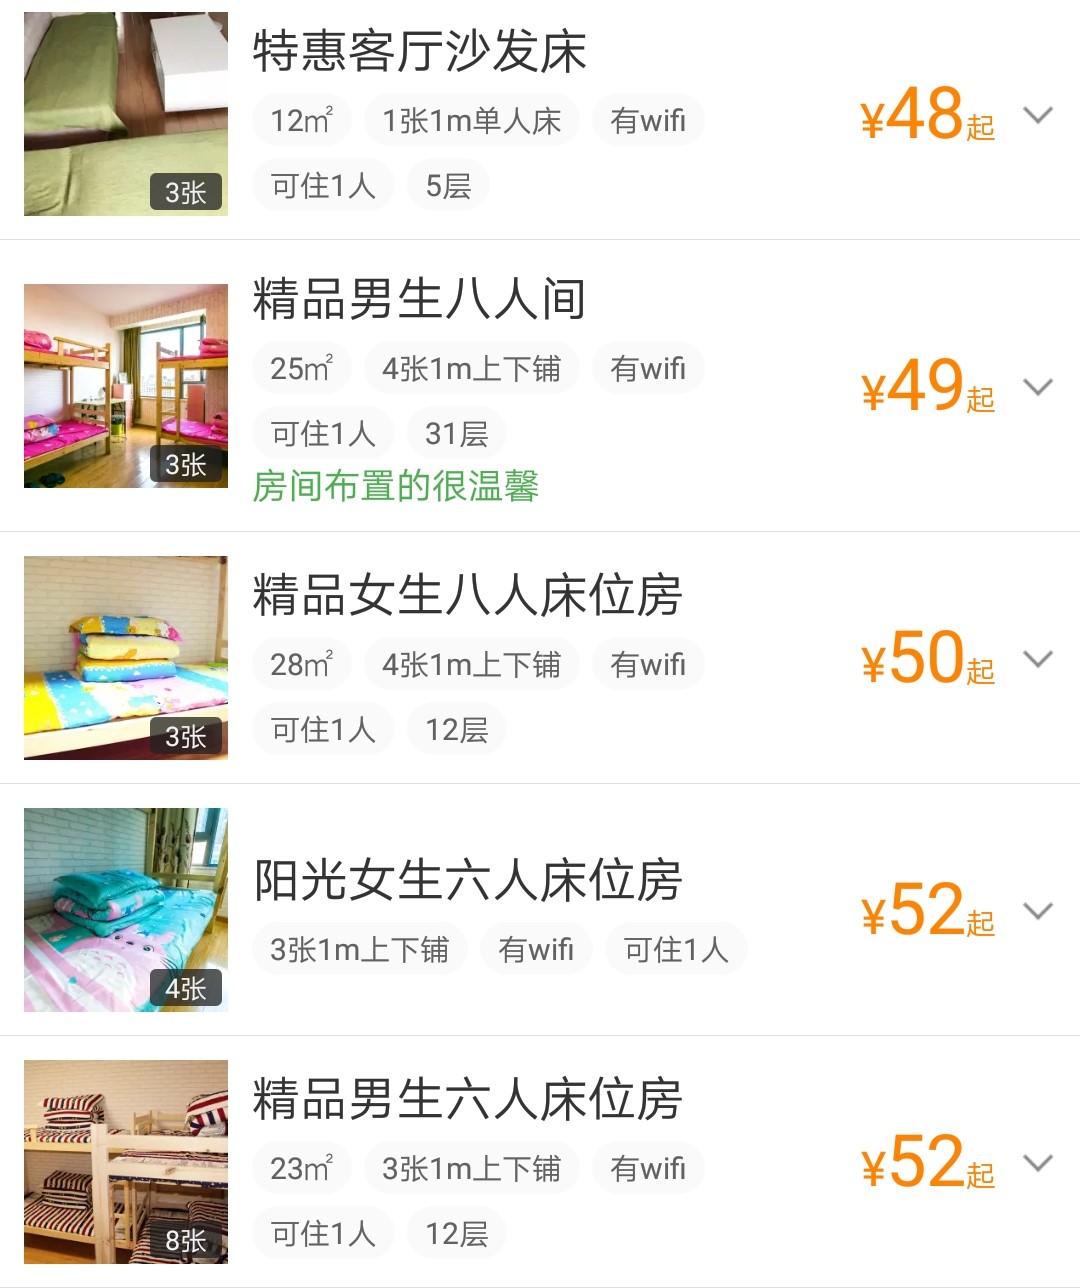 特惠客厅沙发床
12㎡ 1张1m单人床 有wifi
¥48起
可住1人 5层
3张
精品男生八人间
25㎡ 4张1m上下铺 有wifi
¥49起
可住1人 31层
3张
房间布置的很温馨
精品女生八人床位房
28㎡ 4张1m上下铺 有wifi
¥50起
可住1人 12层
3张
阳光女生六人床位房
¥52起
3张1m上下铺 有wifi 可住1人
4张
精品男生六人床位房
23㎡ 3张1m上下铺 有wifi
¥52起
可住1人 12层
8张